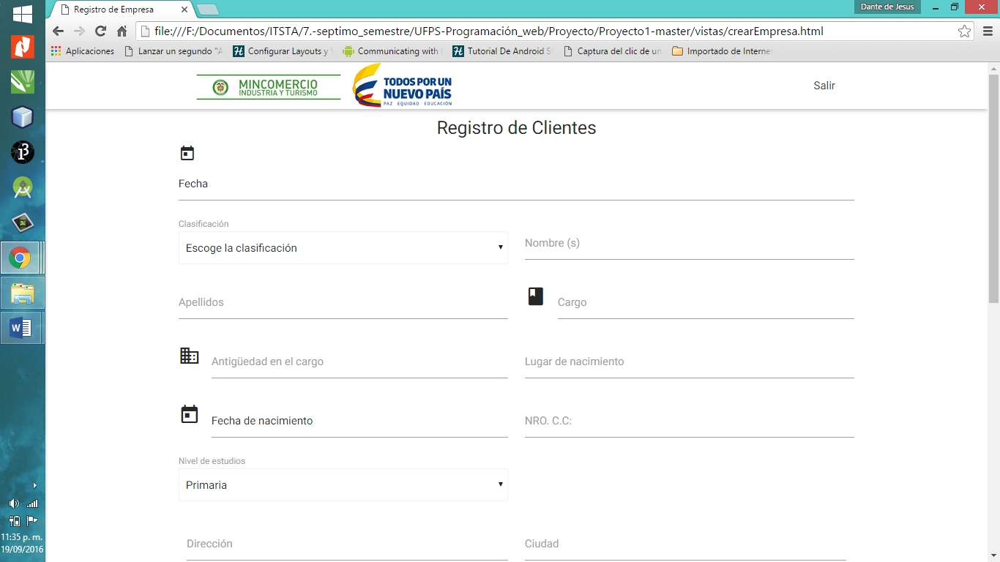 Registro de Empresa
Dante de Jesus
file:///F:/Documentos/ITSTA/7.-septimo_semestre/UFPS-Programación_web/Proyecto/Proyecto1-master/vistas/crearEmpresa.html
Aplicaciones Lanzar un segundo "A Configurar Layouts y Communicating with Tutorial De Android S Captura del clic de un Importado de Internet
MINCOMERCIO
INDUSTRIA Y TURISMO
TODOS POR UN
NUEVO PAÍS
PAZ EQUIDAD EDUCACIÓN
Salir
Registro de Clientes
Fecha
Clasificación
Escoge la clasificación
Nombre (s)
Apellidos
Cargo
Antigüedad en el cargo
Lugar de nacimiento
Fecha de nacimiento
NRO. C.C:
Nivel de estudios
Primaria
Dirección
Ciudad
11:35 p. m.
19/09/2016